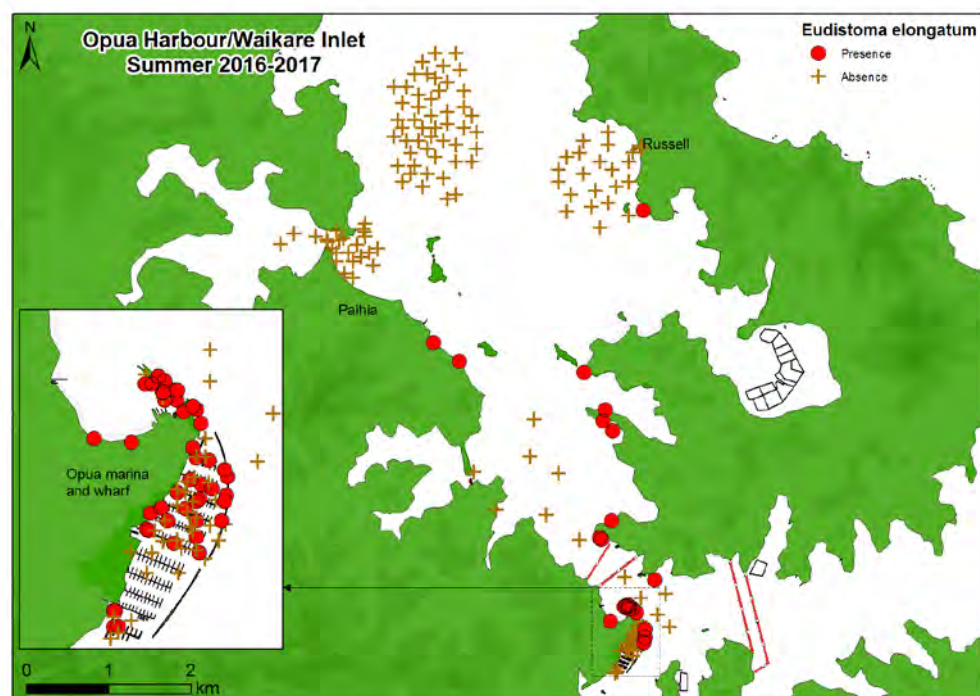 N
Opua Harbour/Waikare Inlet
Summer 2016-2017
Eudistoma elongatum
Presence
Absence
Russell
Paihia
Opua marina
and wharf
0 1 2
km